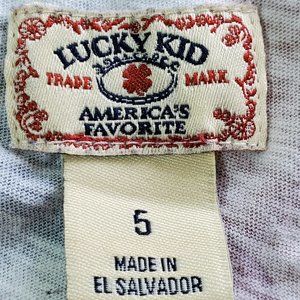 LUCKY KID
TRADE MARK
AMERICA'S
FAVORITE
5
MADE IN
EL SALVADOR